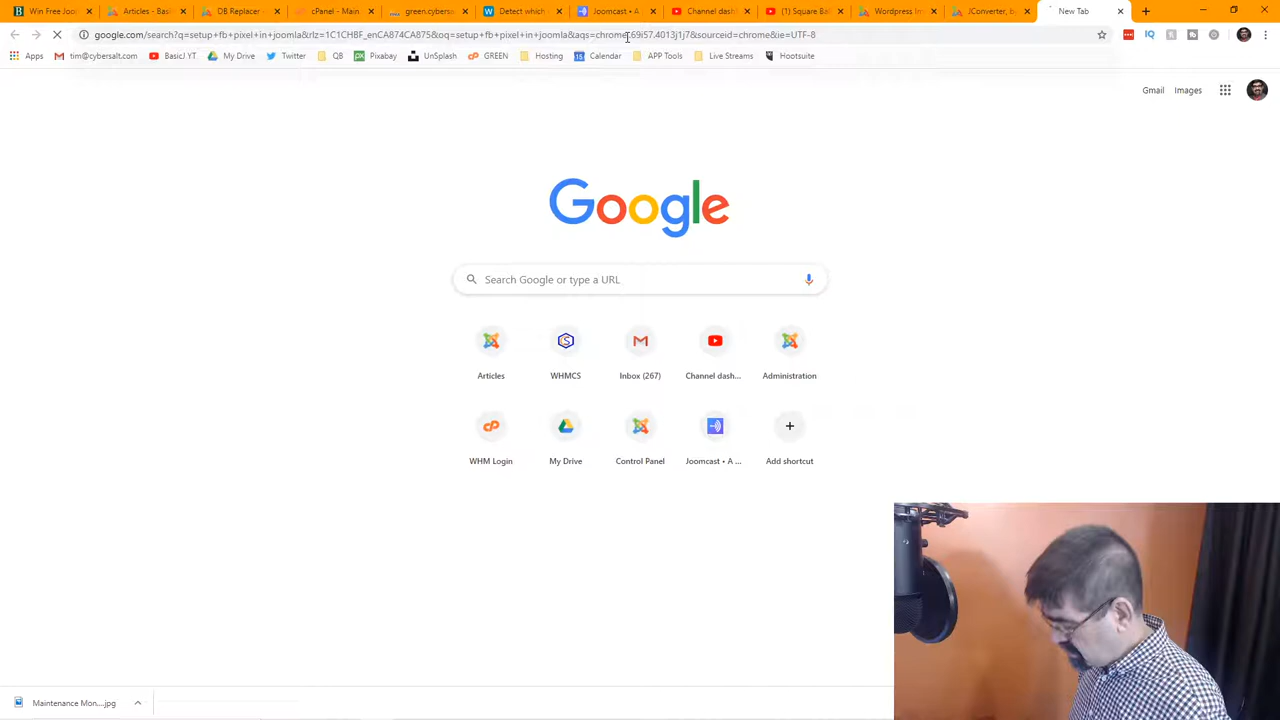 Win Free Joo Articles - Basi DB Replacer - cPanel - Main green.cybersa Detect which Joomcast • A Channel dash (1) Square Ba Wordpress Im JConverter, b New Tab
google.com/search?q=setup+fb+pixel+in+joomla&rlz=1C1CHBF_enCA874CA875&oq=setup+fb+pixel+in+joomla&aqs=chrome.69i57.4013j1j7&sourceid=chrome&ie=UTF-8
Apps tim@cybersalt.com BasicJ YT My Drive Twitter QB Pixabay UnSplash GREEN Hosting Calendar APP Tools Live Streams Hootsuite
Gmail Images
Google
Search Google or type a URL
Articles WHMCS Inbox (267) Channel dash... Administration
WHM Login My Drive Control Panel Joomcast • A ... Add shortcut
Maintenance Mon....jpg